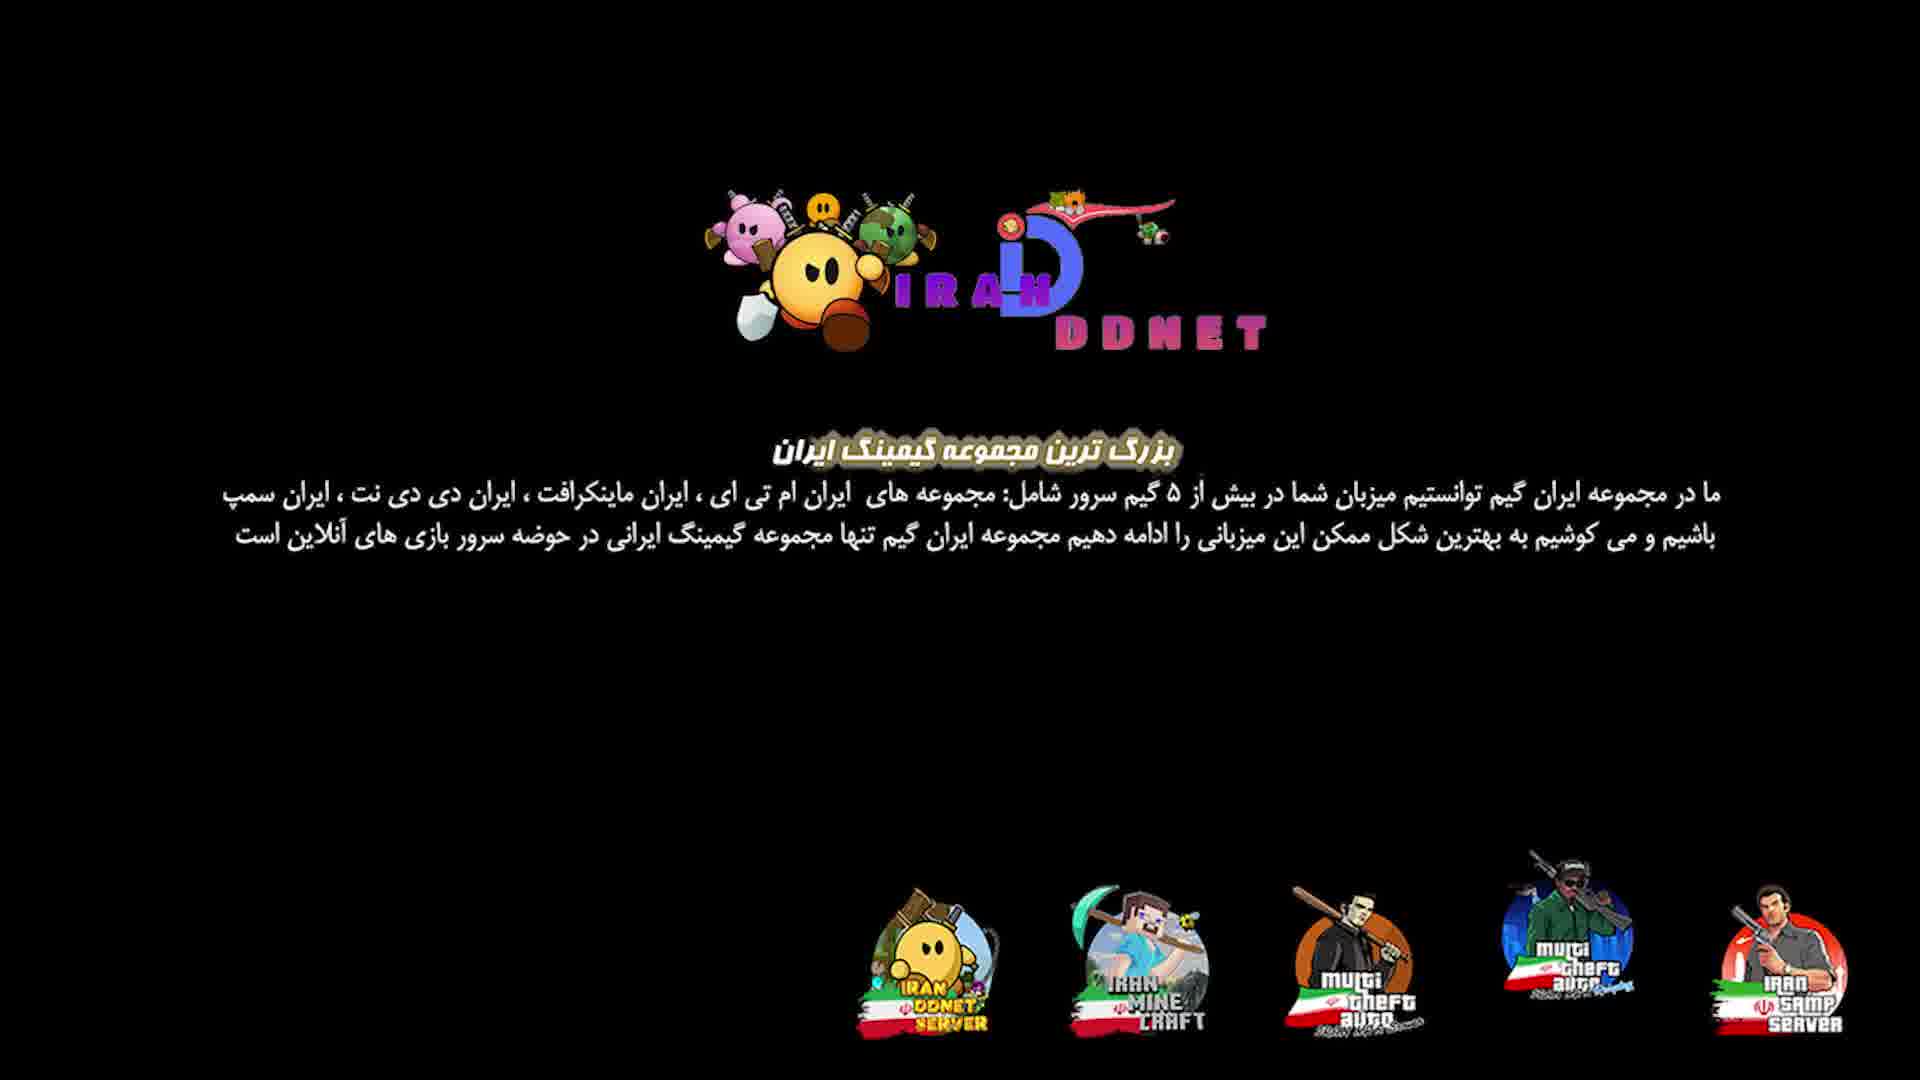 IRAN
DDNET
بزرگ ترین مجموعه گیمینگ ایران
ما در مجموعه ایران گیم توانستیم میزبان شما در بیش از ۵ گیم سرور شامل: مجموعه های ایران ام تی ای ، ایران ماینکرافت ، ایران دی دی نت ، ایران سمپ
باشیم و می کوشیم به بهترین شکل ممکن این میزبانی را ادامه دهیم مجموعه ایران گیم تنها مجموعه گیمینگ ایرانی در حوضه سرور بازی های آنلاین است
IRAN
DDNET
SERVER
IRAN
MINE
CRAFT
multi
theft
auto
multi
theft
auto
IRAN
SAMP
SERVER